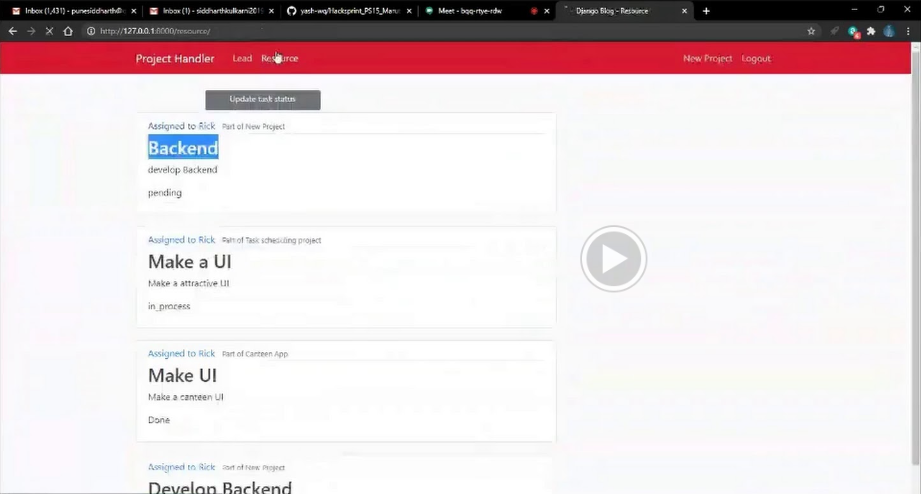 Inbox (1,431) - punesiddharth@
Inbox (1) - siddharthkulkarni2019
yash-wq/Hacksprint_PS15_Marut
Meet - bgq-rtye-rdw
Django Blog - Resource
http://127.0.0.1:8000/resource/
Project Handler Lead Resource New Project Logout
Update task status
Assigned to Rick Part of New Project
Backend
develop Backend
pending
Assigned to Rick Part of Task scheduling project
Make a UI
Make a attractive UI
in_process
Assigned to Rick Part of Canteen App
Make UI
Make a canteen UI
Done
Assigned to Rick Part of New Project
Develop Backend